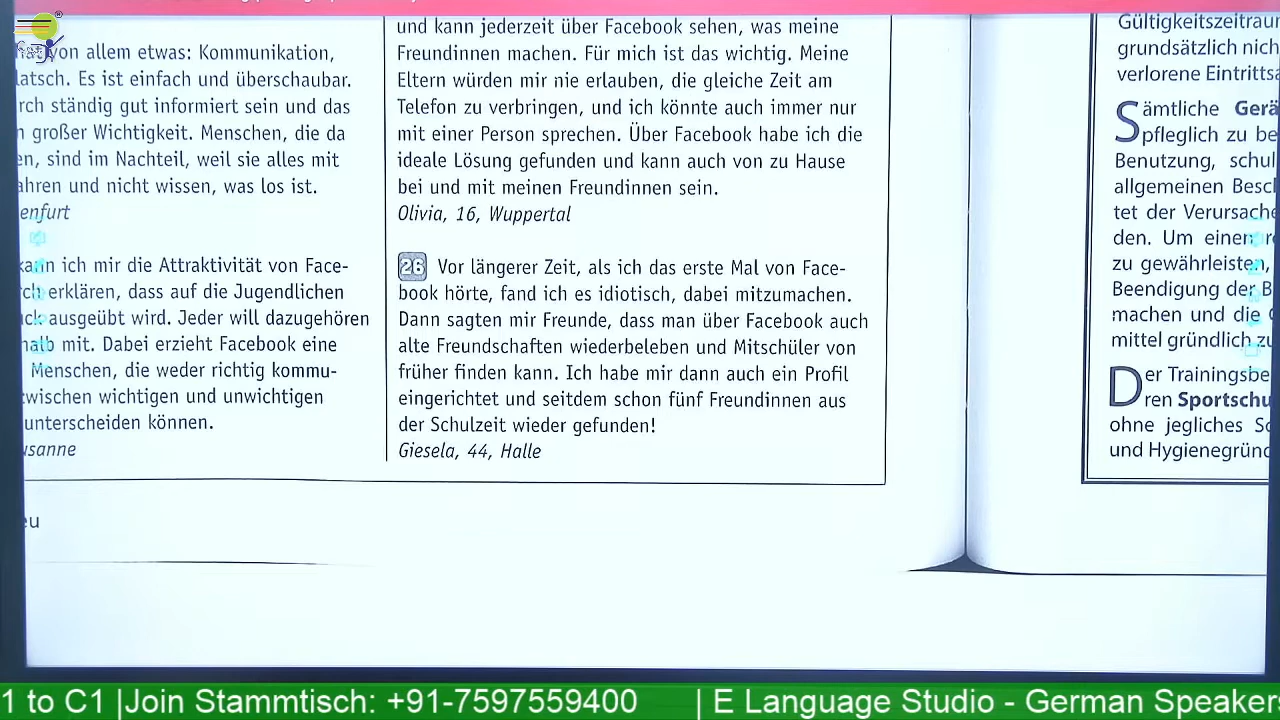 von allem etwas: Kommunikation,
latsch. Es ist einfach und überschaubar.
rch ständig gut informiert sein und das
n großer Wichtigkeit. Menschen, die da
en, sind im Nachteil, weil sie alles mit
ahren und nicht wissen, was los ist.
enfurt
kann ich mir die Attraktivität von Face-
rch erklären, dass auf die Jugendlichen
ck ausgeübt wird. Jeder will dazugehören
halb mit. Dabei erzieht Facebook eine
Menschen, die weder richtig kommu-
zwischen wichtigen und unwichtigen
unterscheiden können.
usanne
eu
und kann jederzeit über Facebook sehen, was meine
Freundinnen machen. Für mich ist das wichtig. Meine
Eltern würden mir nie erlauben, die gleiche Zeit am
Telefon zu verbringen, und ich könnte auch immer nur
mit einer Person sprechen. Über Facebook habe ich die
ideale Lösung gefunden und kann auch von zu Hause
bei und mit meinen Freundinnen sein.
Olivia, 16, Wuppertal
26 Vor längerer Zeit, als ich das erste Mal von Face-
book hörte, fand ich es idiotisch, dabei mitzumachen.
Dann sagten mir Freunde, dass man über Facebook auch
alte Freundschaften wiederbeleben und Mitschüler von
früher finden kann. Ich habe mir dann auch ein Profil
eingerichtet und seitdem schon fünf Freundinnen aus
der Schulzeit wieder gefunden!
Giesela, 44, Halle
Gültigkeitszeitraur
grundsätzlich nich
verlorene Eintritts
Sämtliche Gerä
pfleglich zu be
Benutzung, schul
allgemeinen Besc
tet der Verursache
den. Um einen r
zu gewährleisten,
Beendigung der B
machen und die
mittel gründlich zu
Der Trainingsbe
ren Sportschu
ohne jegliches Sc
und Hygienegrün
1 to C1 |Join Stammtisch: +91-7597559400 | E Language Studio - German Speaker